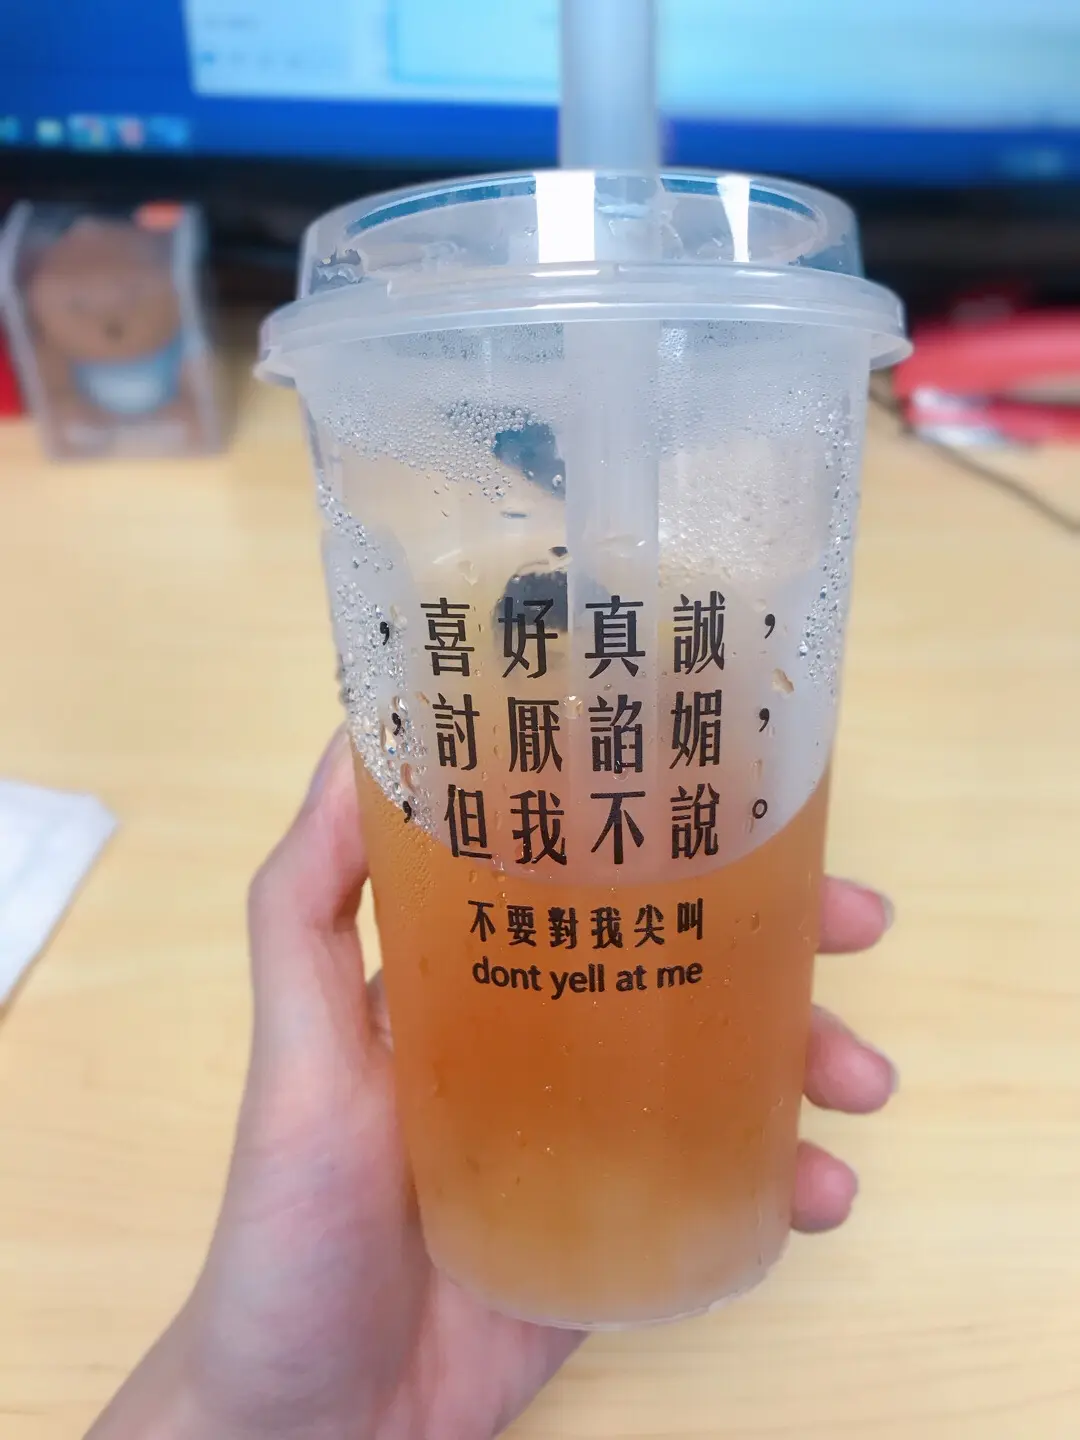 ，喜好真誠，
，討厭諂媚，
，但我不說。
不要對我尖叫
dont yell at me